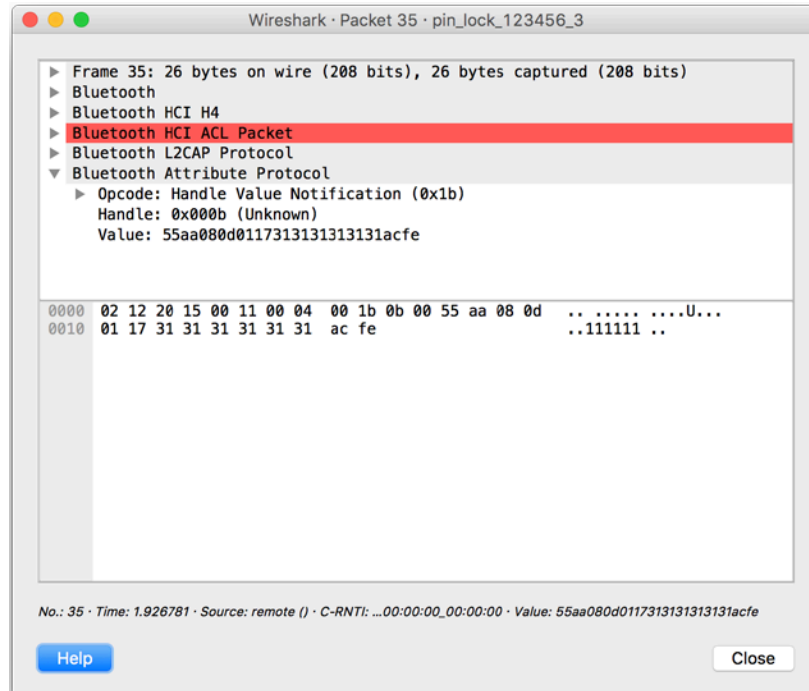 Wireshark · Packet 35 · pin_lock_123456_3
Frame 35: 26 bytes on wire (208 bits), 26 bytes captured (208 bits)
Bluetooth
Bluetooth HCI H4
Bluetooth HCI ACL Packet
Bluetooth L2CAP Protocol
Bluetooth Attribute Protocol
Opcode: Handle Value Notification (0x1b)
Handle: 0x000b (Unknown)
Value: 55aa080d0117313131313131acfe
0000 02 12 20 15 00 11 00 04 00 1b 0b 00 55 aa 08 0d .. ..... ....U...
0010 01 17 31 31 31 31 31 31 ac fe ..111111 ..
No.: 35 · Time: 1.926781 · Source: remote () · C-RNTI: ...00:00:00_00:00:00 · Value: 55aa080d0117313131313131acfe
Help
Close